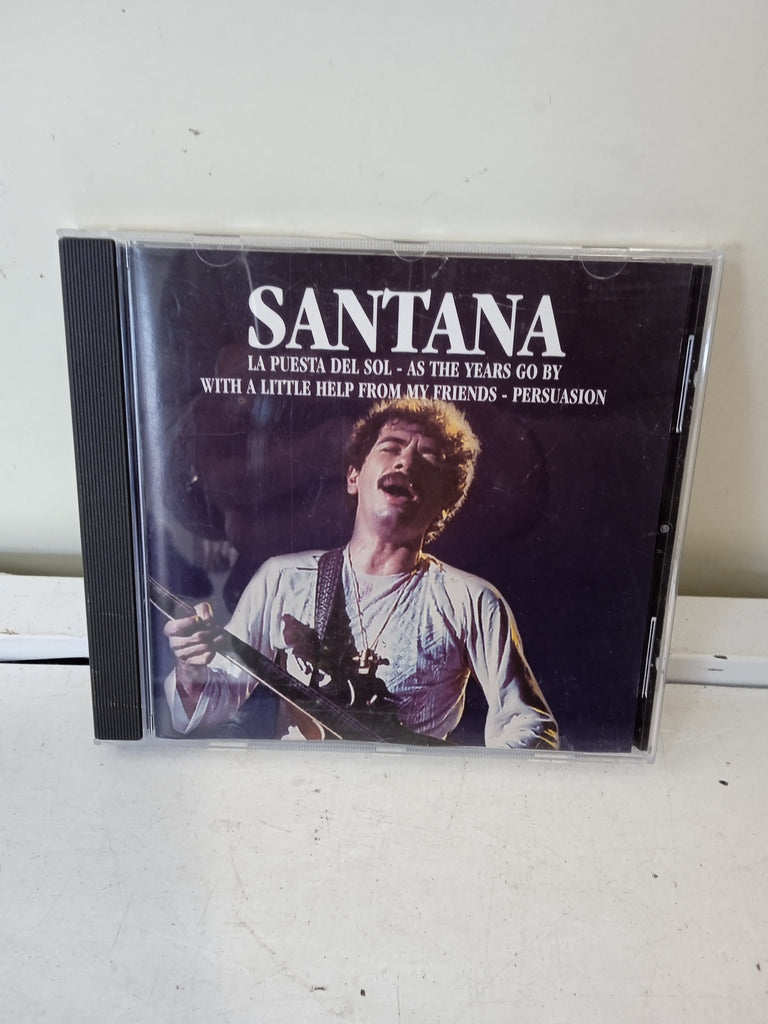 SANTANA
LA PUESTA DEL SOL - AS THE YEARS GO BY
WITH A LITTLE HELP FROM MY FRIENDS - PERSUASION